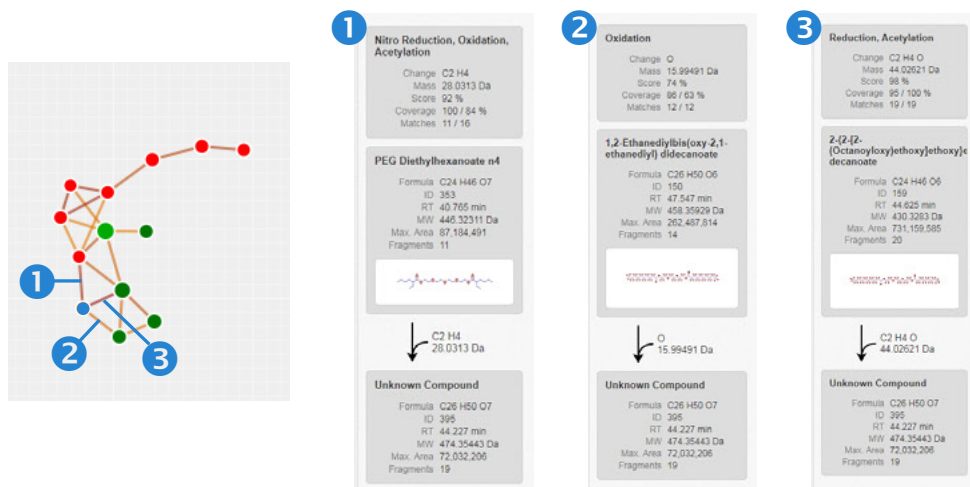 1
2
3
1
Nitro Reduction, Oxidation,
Acetylation
Change C2 H4
Mass 28.0313 Da
Score 92 %
Coverage 100 / 84 %
Matches 11 / 16
PEG Diethylhexanoate n4
Formula C24 H46 O7
ID 353
RT 40.765 min
MW 446.32311 Da
Max. Area 87,184,491
Fragments 11
C2 H4
28.0313 Da
Unknown Compound
Formula C26 H50 O7
ID 395
RT 44.227 min
MW 474.35443 Da
Max. Area 72,032,206
Fragments 19
2
Oxidation
Change O
Mass 15.99491 Da
Score 74 %
Coverage 86 / 63 %
Matches 12 / 12
1,2-Ethanediylbis(oxy-2,1-
ethanediyl) didecanoate
Formula C26 H50 O6
ID 150
RT 47.547 min
MW 458.35929 Da
Max. Area 262,487,814
Fragments 14
O
15.99491 Da
Unknown Compound
Formula C26 H50 O7
ID 395
RT 44.227 min
MW 474.35443 Da
Max. Area 72,032,206
Fragments 19
3
Reduction, Acetylation
Change C2 H4 O
Mass 44.02621 Da
Score 98 %
Coverage 95 / 100 %
Matches 19 / 19
2-{2-[2-
(Octanoyloxy)ethoxy]ethoxy}e
decanoate
Formula C24 H46 O6
ID 159
RT 44.625 min
MW 430.3283 Da
Max. Area 731,159,585
Fragments 20
C2 H4 O
44.02621 Da
Unknown Compound
Formula C26 H50 O7
ID 395
RT 44.227 min
MW 474.35443 Da
Max. Area 72,032,206
Fragments 19